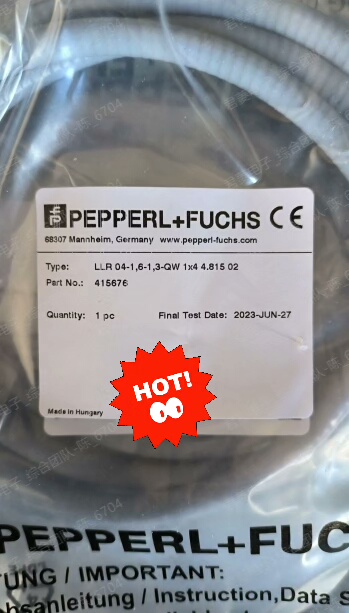 PEPPERL+FUCHS CE
68307 Mannheim, Germany www.pepperl-fuchs.com
Type: LLR 04-1,6-1,3-QW 1x4 4.815 02
Part No.: 415676
Quantity: 1 pc Final Test Date: 2023-JUN-27
HOT!
Made in Hungary
PEPPERL+FUC
TUNG / IMPORTANT:
bsanleitung / Instruction, Data S